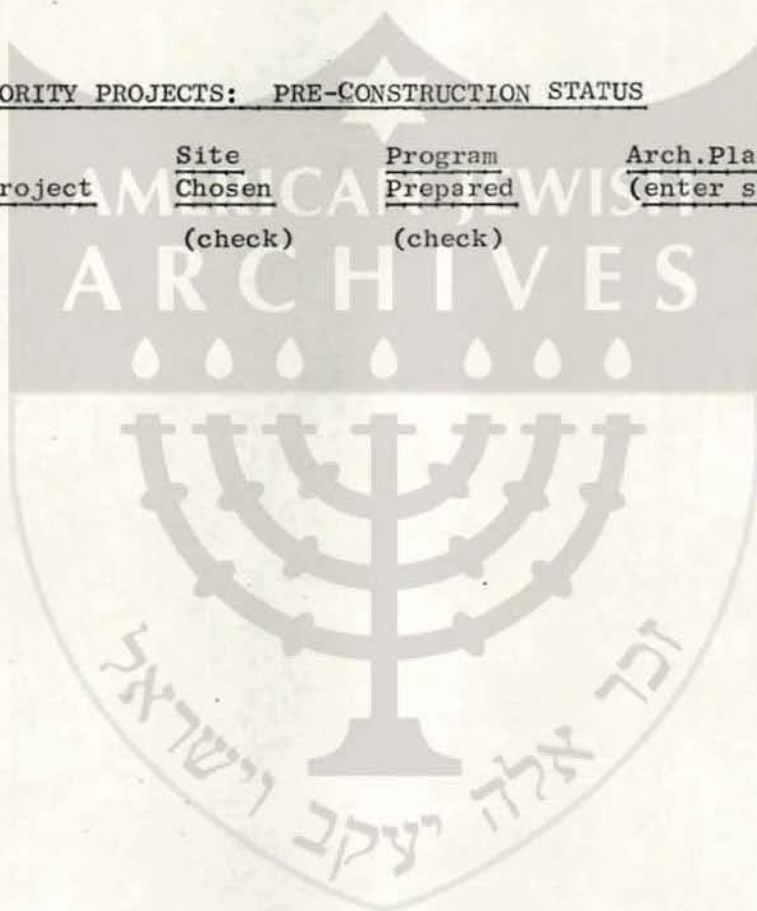 ORITY PROJECTS: PRE-CONSTRUCTION STATUS
Site Program Arch.Pla
roject Chosen Prepared (enter s
(check) (check)
AMERICAN JEWISH
ARCHIVES
זכר אלה יעקב וישראל